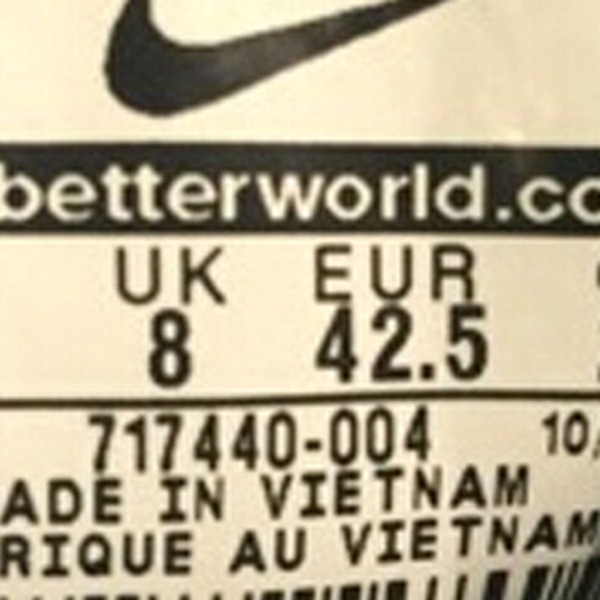 betterworld.co
UK EUR
8 42.5
717440-004 10/
ADE IN VIETNAM
RIQUE AU VIETNAM